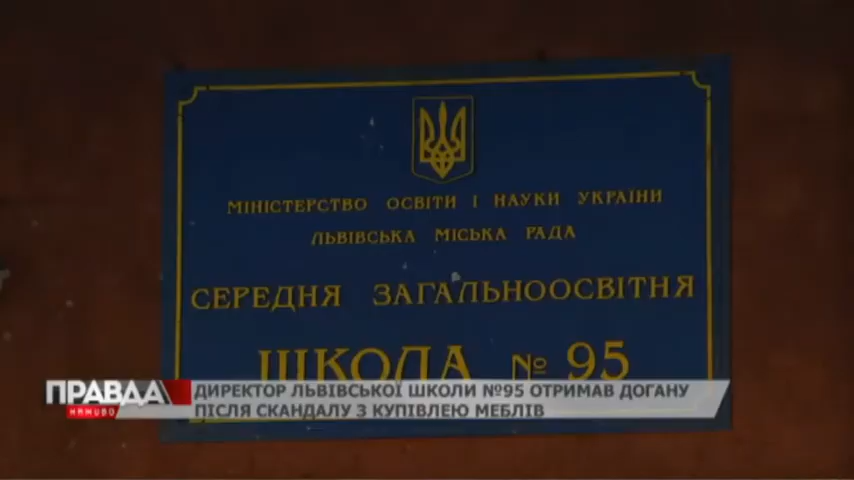 МІНІСТЕРСТВО ОСВІТИ І НАУКИ УКРАЇНИ
ЛЬВІВСЬКА МІСЬКА РАДА
СЕРЕДНЯ ЗАГАЛЬНООСВІТНЯ
ШКОЛА № 95
ПРАВДА
НАЖИВО
ДИРЕКТОР ЛЬВІВСЬКОЇ ШКОЛИ №95 ОТРИМАВ ДОГАНУ
ПІСЛЯ СКАНДАЛУ З КУПІВЛЕЮ МЕБЛІВ